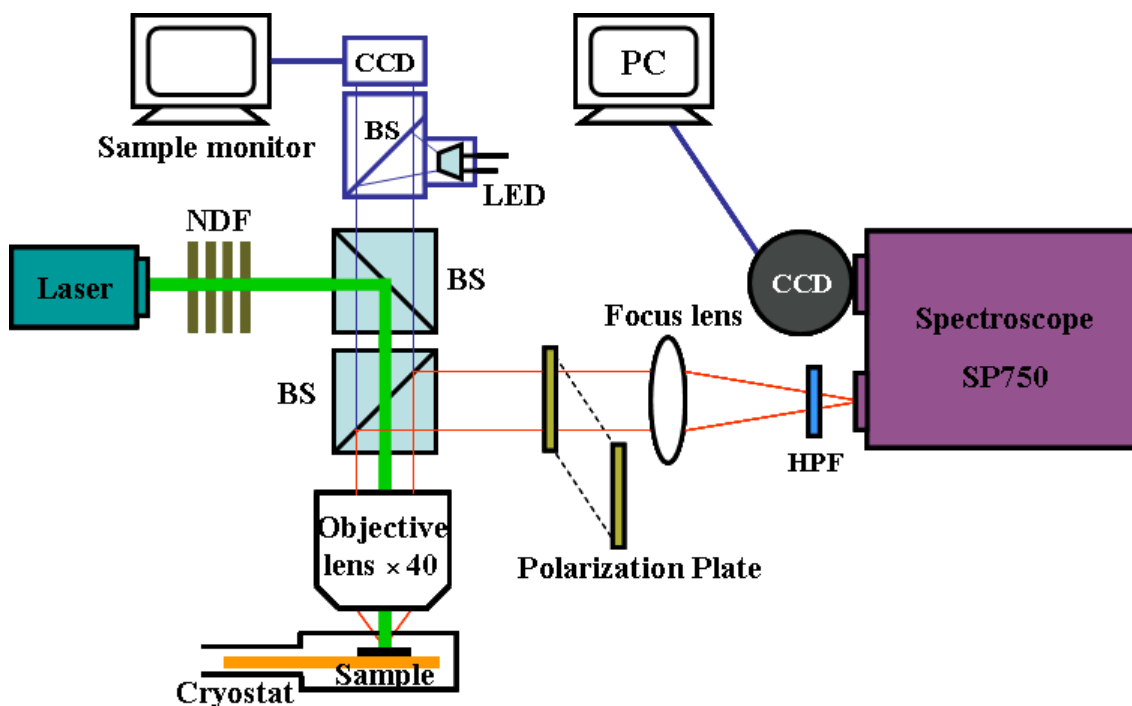 CCD
PC
BS
Sample monitor
LED
NDF
Laser
BS
CCD
Focus lens
Spectroscope
SP750
BS
HPF
Objective
lens × 40
Polarization Plate
Sample
Cryostat